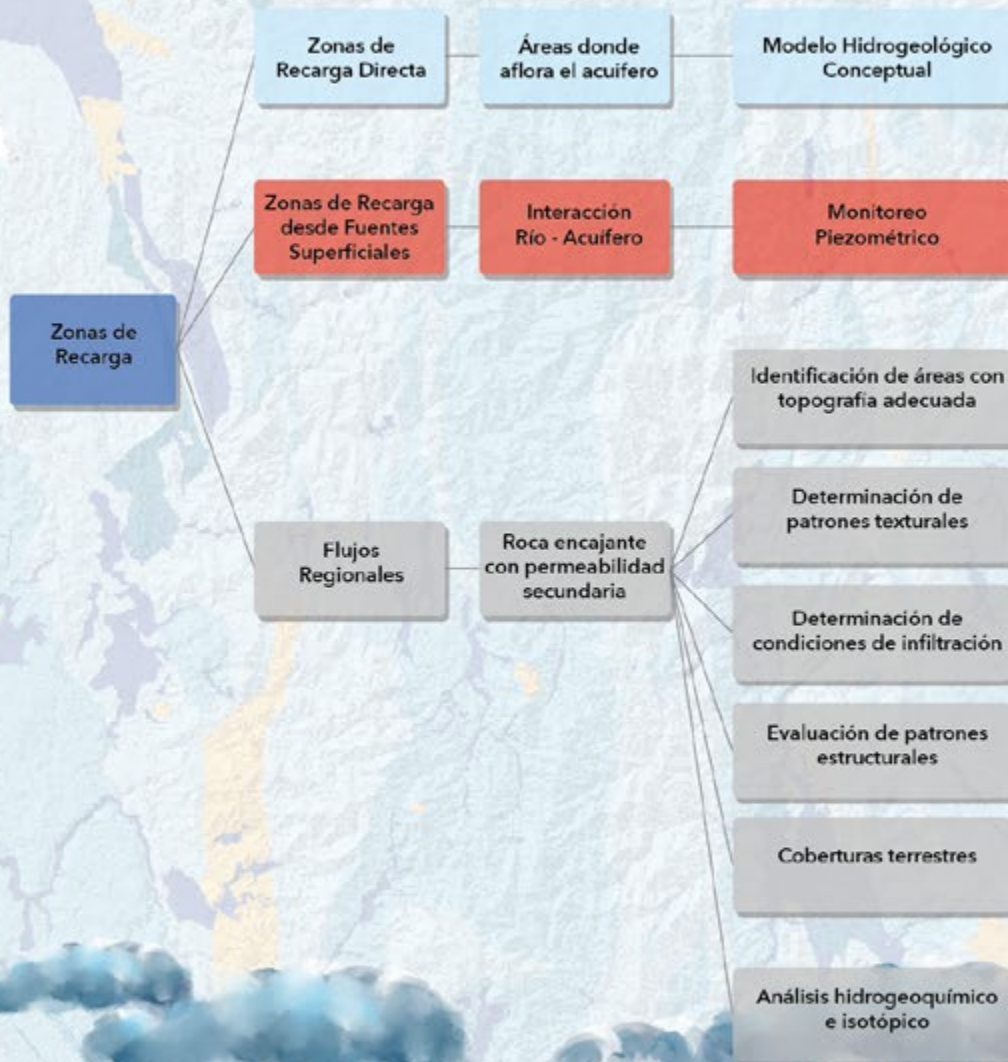 Zonas de
Recarga Directa
Áreas donde
aflora el acuífero
Modelo Hidrogeológico
Conceptual
Zonas de Recarga
desde Fuentes
Superficiales
Interacción
Río - Acuífero
Monitoreo
Piezométrico
Zonas de
Recarga
Flujos
Regionales
Roca encajante
con permeabilidad
secundaria
Identificación de áreas con
topografía adecuada
Determinación de
patrones texturales
Determinación de
condiciones de infiltración
Evaluación de patrones
estructurales
Coberturas terrestres
Análisis hidrogeoquímico
e isotópico